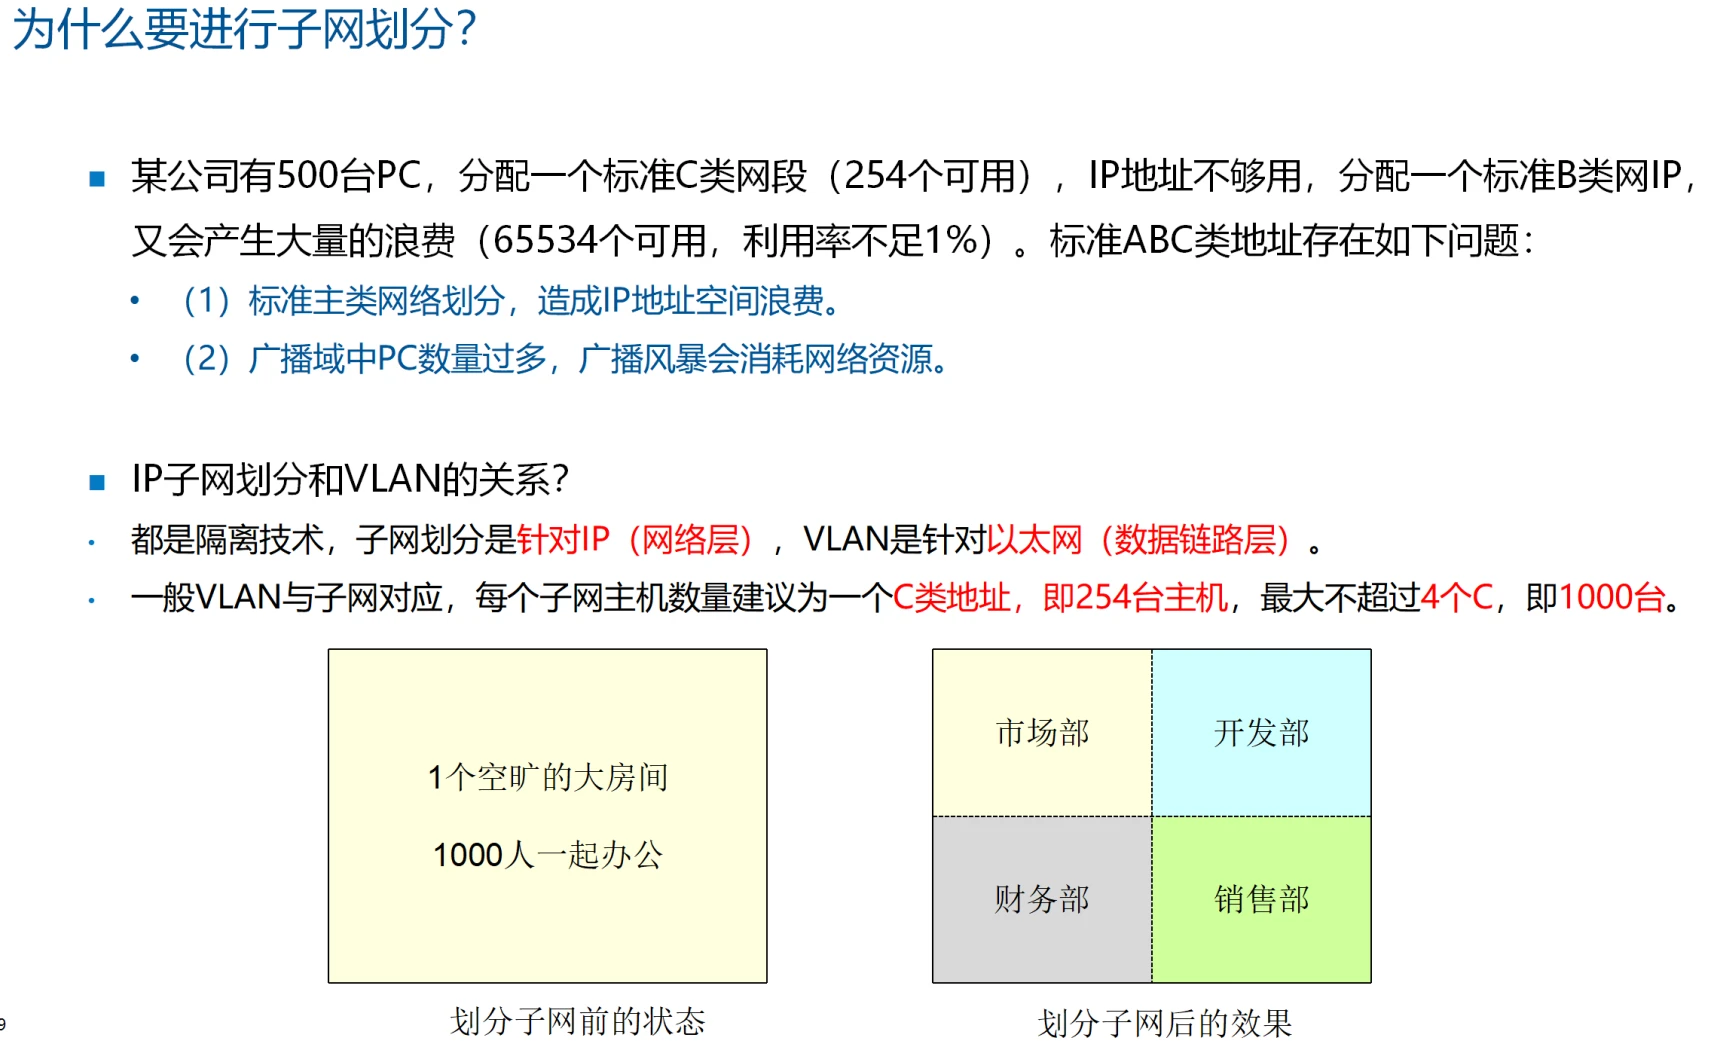 为什么要进行子网划分？
某公司有500台PC，分配一个标准C类网段（254个可用），IP地址不够用，分配一个标准B类网IP，
又会产生大量的浪费（65534个可用，利用率不足1%）。标准ABC类地址存在如下问题：
（1）标准主类网络划分，造成IP地址空间浪费。
（2）广播域中PC数量过多，广播风暴会消耗网络资源。
IP子网划分和VLAN的关系？
都是隔离技术，子网划分是针对IP（网络层），VLAN是针对以太网（数据链路层）。
一般VLAN与子网对应，每个子网主机数量建议为一个C类地址，即254台主机，最大不超过4个C，即1000台。
1个空旷的大房间
1000人一起办公
划分子网前的状态
市场部
开发部
财务部
销售部
划分子网后的效果
9